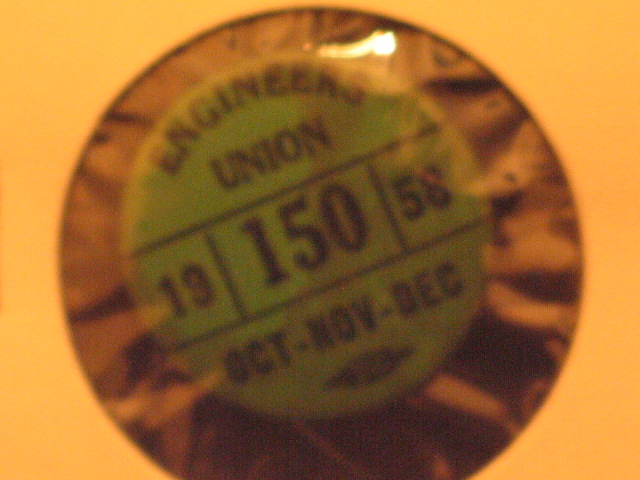 ENGINEERS
UNION
19 150 58
OCT-NOV-DEC